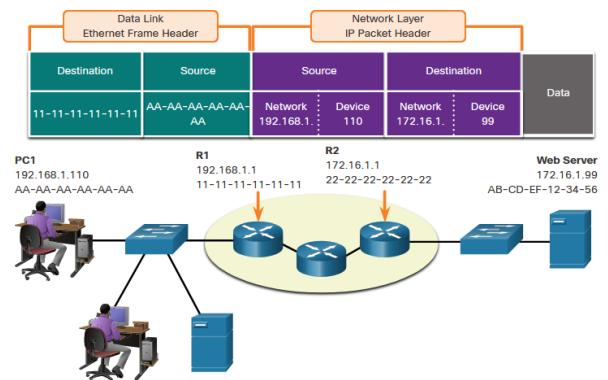 Data Link
Ethernet Frame Header
Network Layer
IP Packet Header
Destination
Source
Source
Destination
Data
11-11-11-11-11-11
AA-AA-AA-AA-AA-
AA
Network
192.168.1.
Device
110
Network
172.16.1.
Device
99
PC1
192.168.1.110
AA-AA-AA-AA-AA-AA
R1
192.168.1.1
11-11-11-11-11-11
R2
172.16.1.1
22-22-22-22-22-22
Web Server
172.16.1.99
AB-CD-EF-12-34-56